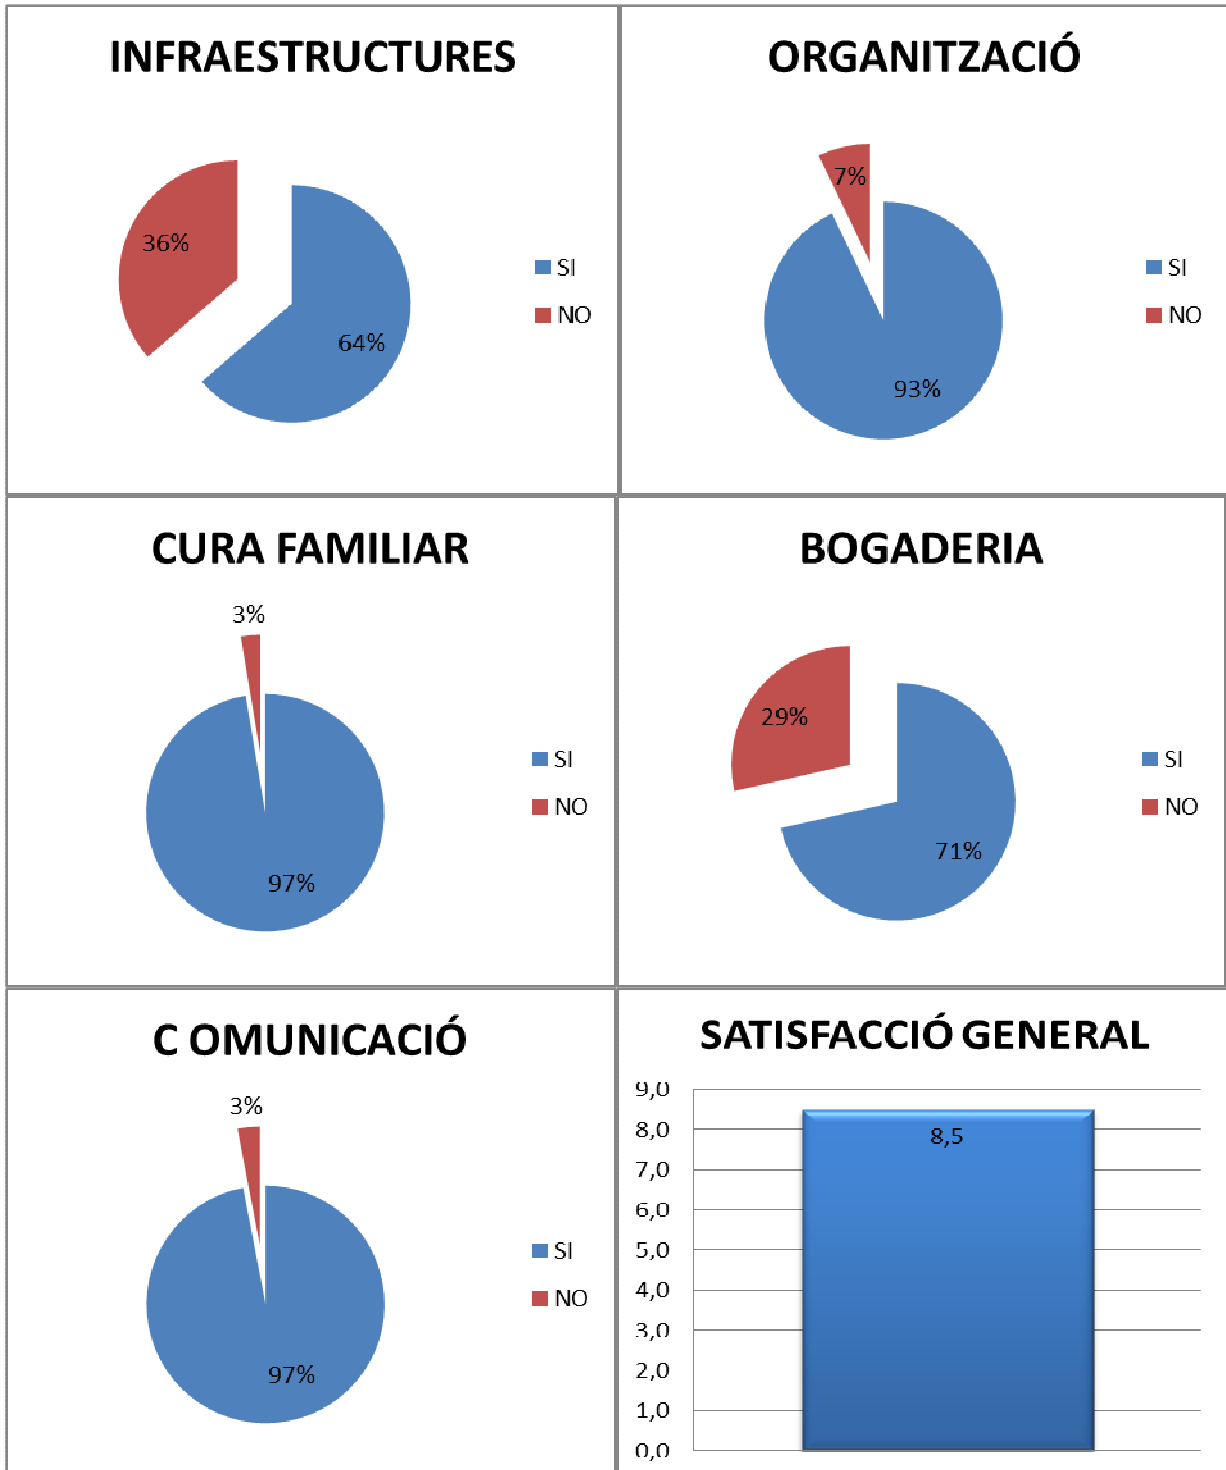 INFRAESTRUCTURES
36%
64%
SI
NO
ORGANITZACIÓ
7%
93%
SI
NO
CURA FAMILIAR
3%
97%
SI
NO
BOGADERIA
29%
71%
SI
NO
C OMUNICACIÓ
3%
97%
SI
NO
SATISFACCIÓ GENERAL
9,0
8,0
7,0
6,0
5,0
4,0
3,0
2,0
1,0
0,0
8,5